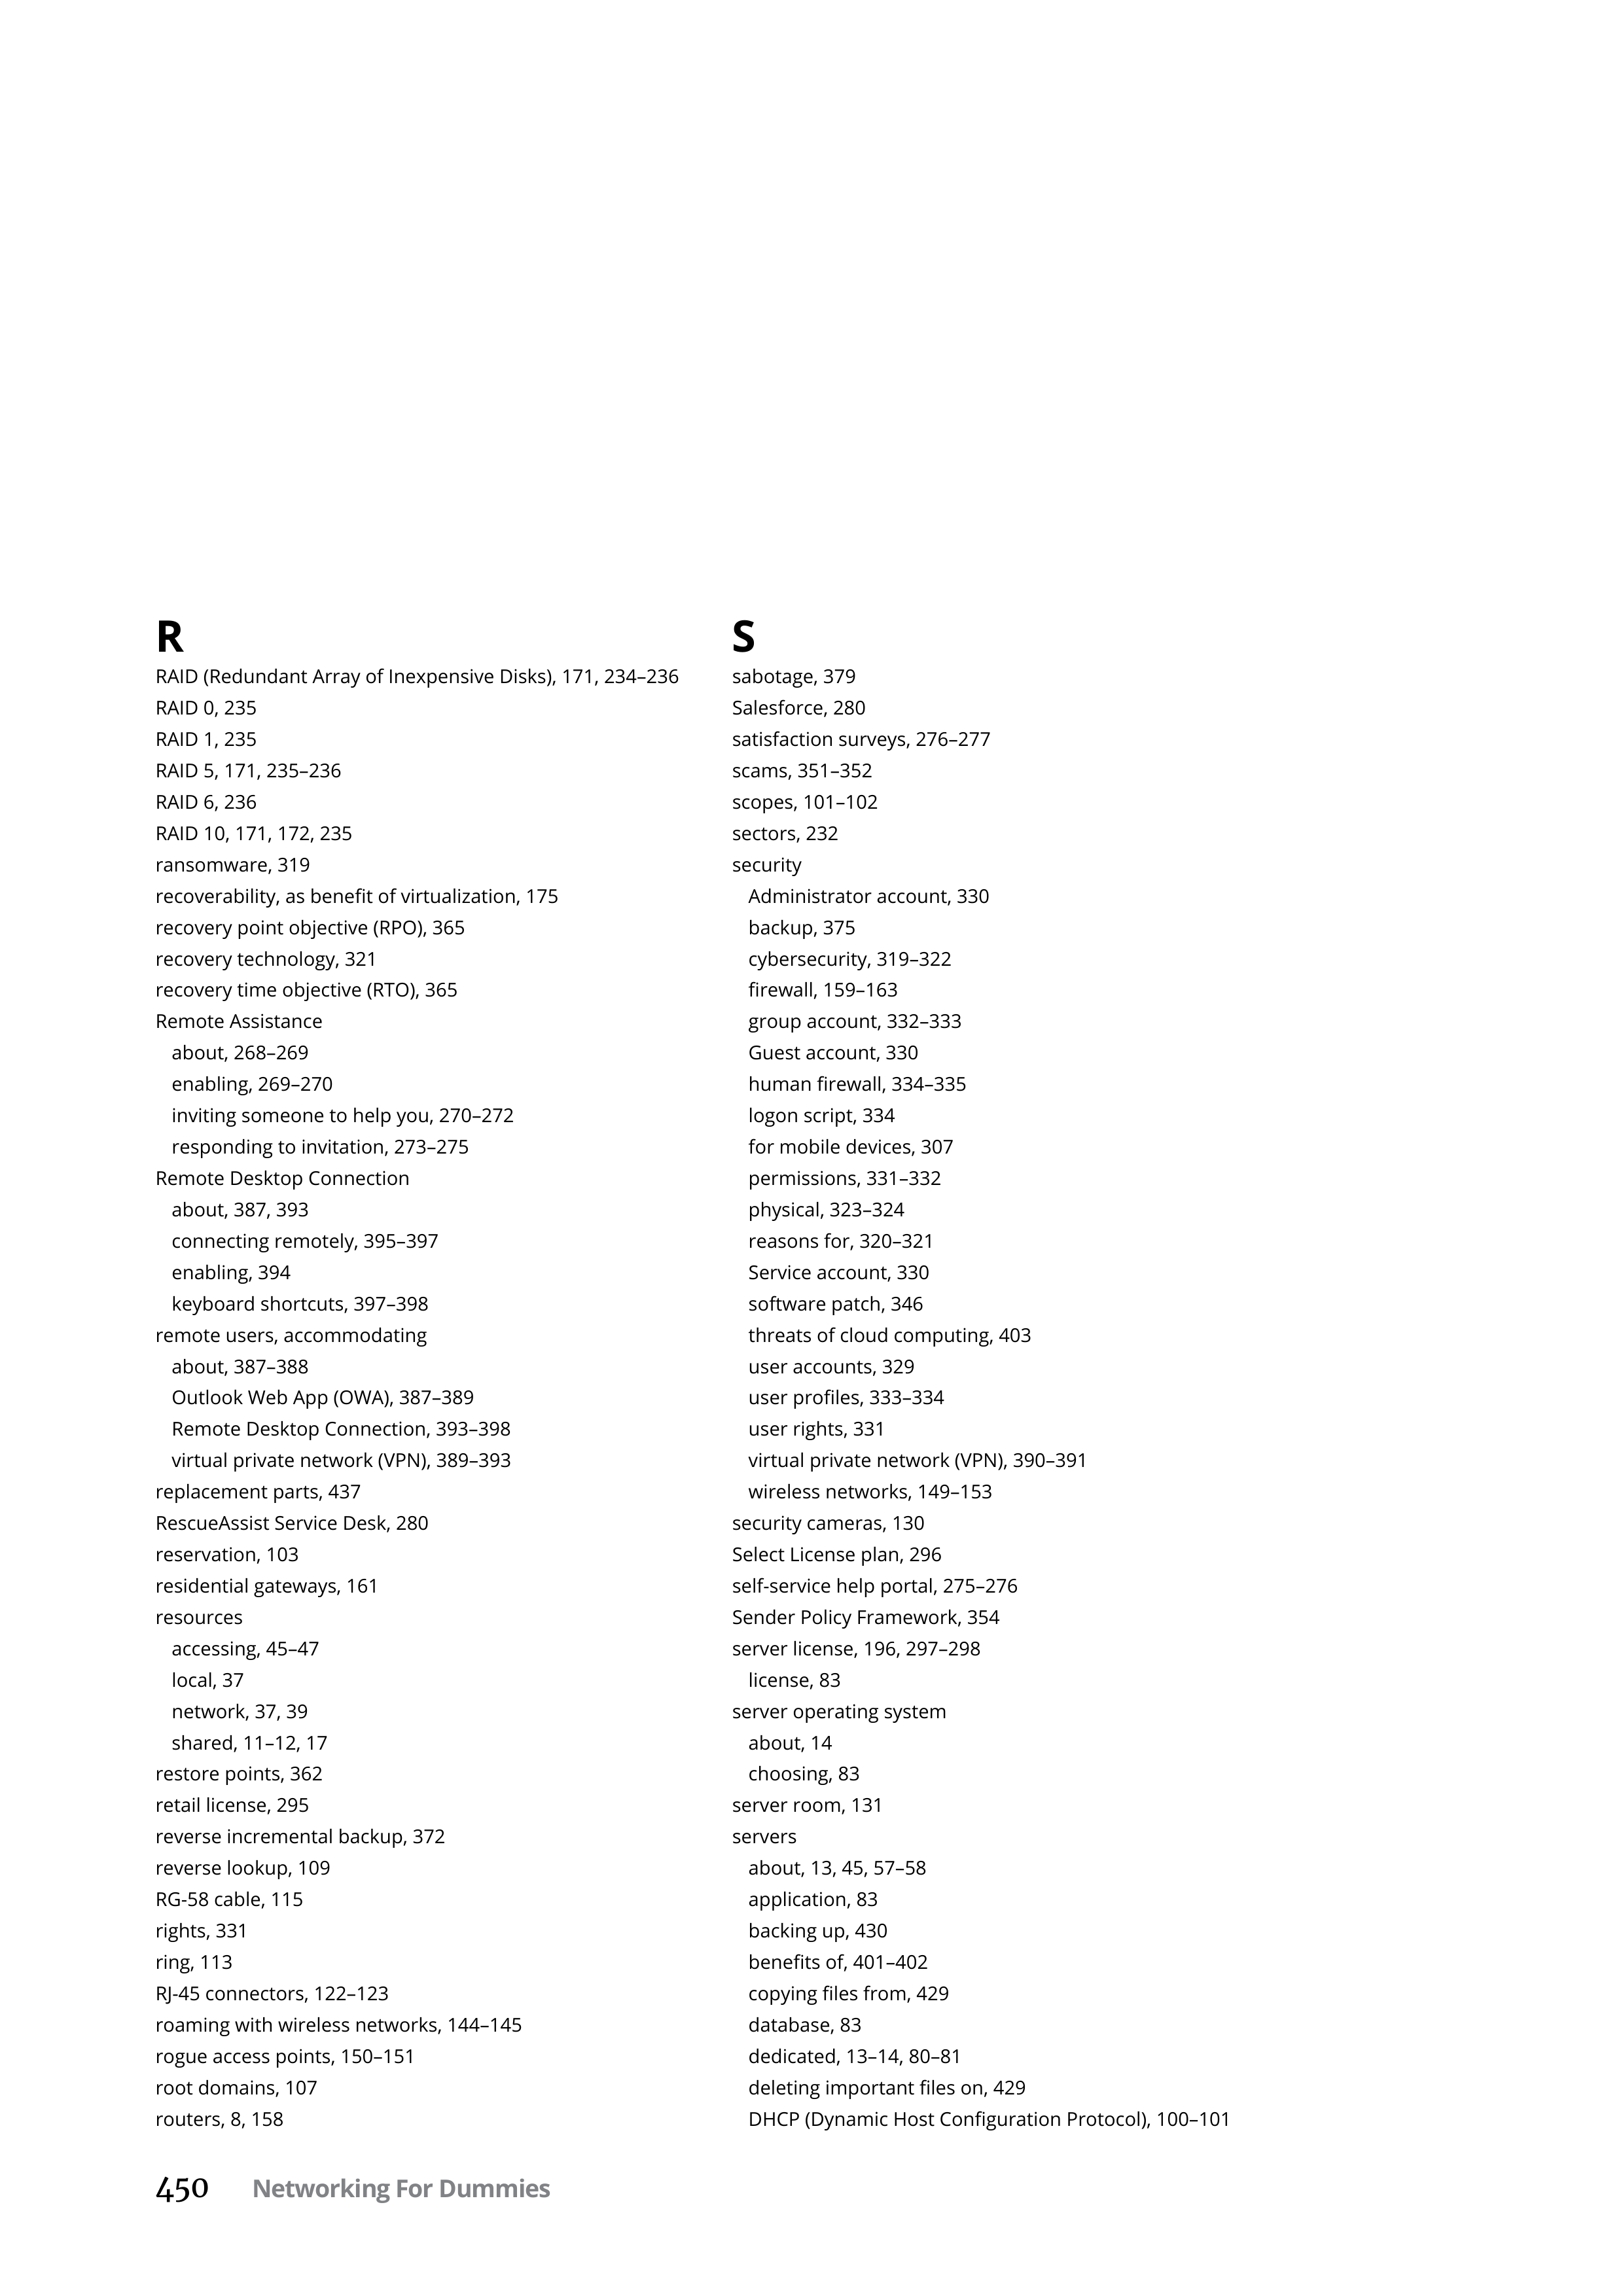 R
RAID (Redundant Array of Inexpensive Disks), 171, 234–236
RAID 0, 235
RAID 1, 235
RAID 5, 171, 235–236
RAID 6, 236
RAID 10, 171, 172, 235
ransomware, 319
recoverability, as benefit of virtualization, 175
recovery point objective (RPO), 365
recovery technology, 321
recovery time objective (RTO), 365
Remote Assistance
about, 268–269
enabling, 269–270
inviting someone to help you, 270–272
responding to invitation, 273–275
Remote Desktop Connection
about, 387, 393
connecting remotely, 395–397
enabling, 394
keyboard shortcuts, 397–398
remote users, accommodating
about, 387–388
Outlook Web App (OWA), 387–389
Remote Desktop Connection, 393–398
virtual private network (VPN), 389–393
replacement parts, 437
RescueAssist Service Desk, 280
reservation, 103
residential gateways, 161
resources
accessing, 45–47
local, 37
network, 37, 39
shared, 11–12, 17
restore points, 362
retail license, 295
reverse incremental backup, 372
reverse lookup, 109
RG-58 cable, 115
rights, 331
ring, 113
RJ-45 connectors, 122–123
roaming with wireless networks, 144–145
rogue access points, 150–151
root domains, 107
routers, 8, 158
S
sabotage, 379
Salesforce, 280
satisfaction surveys, 276–277
scams, 351–352
scopes, 101–102
sectors, 232
security
Administrator account, 330
backup, 375
cybersecurity, 319–322
firewall, 159–163
group account, 332–333
Guest account, 330
human firewall, 334–335
logon script, 334
for mobile devices, 307
permissions, 331–332
physical, 323–324
reasons for, 320–321
Service account, 330
software patch, 346
threats of cloud computing, 403
user accounts, 329
user profiles, 333–334
user rights, 331
virtual private network (VPN), 390–391
wireless networks, 149–153
security cameras, 130
Select License plan, 296
self-service help portal, 275–276
Sender Policy Framework, 354
server license, 196, 297–298
license, 83
server operating system
about, 14
choosing, 83
server room, 131
servers
about, 13, 45, 57–58
application, 83
backing up, 430
benefits of, 401–402
copying files from, 429
database, 83
dedicated, 13–14, 80–81
deleting important files on, 429
DHCP (Dynamic Host Configuration Protocol), 100–101
450 Networking For Dummies